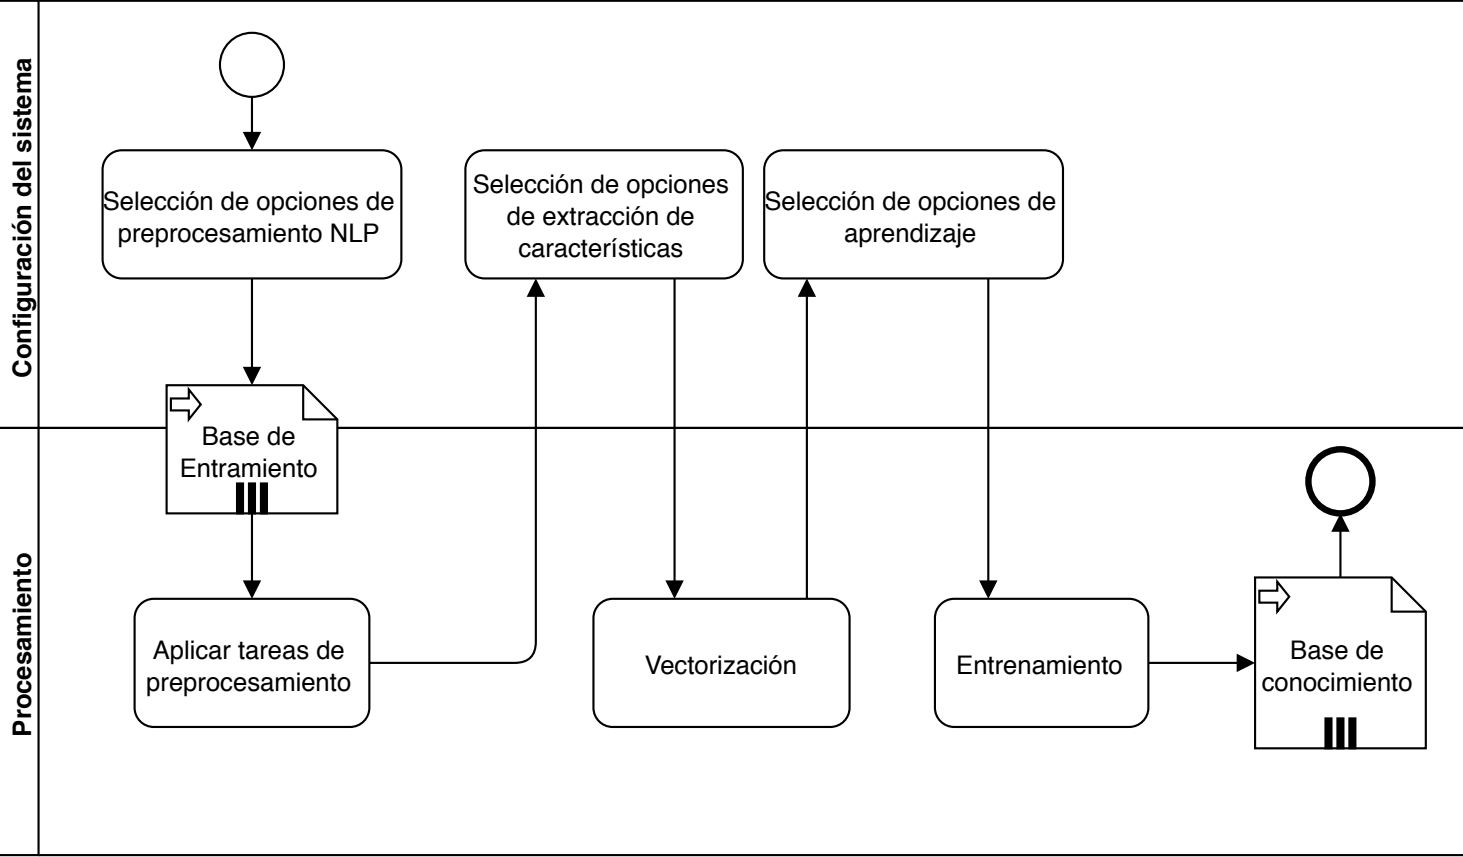 Configuración del sistema
Selección de opciones de
preprocesamiento NLP
Selección de opciones
de extracción de
características
Selección de opciones de
aprendizaje
Base de
Entramiento
Procesamiento
Aplicar tareas de
preprocesamiento
Vectorización
Entrenamiento
Base de
conocimiento